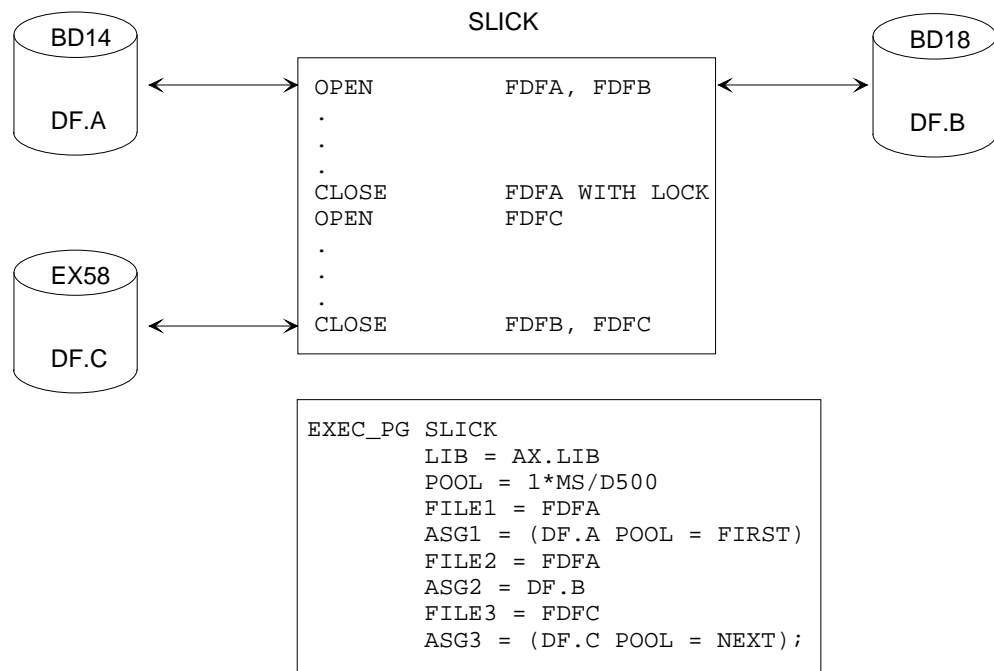 SLICK
BD14
DF.A
BD18
DF.B
OPEN FDFA, FDFB
.
.
.
CLOSE FDFA WITH LOCK
OPEN FDFC
.
.
.
CLOSE FDFB, FDFC
EX58
DF.C
EXEC_PG SLICK
LIB = AX.LIB
POOL = 1*MS/D500
FILE1 = FDFA
ASG1 = (DF.A POOL = FIRST)
FILE2 = FDFA
ASG2 = DF.B
FILE3 = FDFC
ASG3 = (DF.C POOL = NEXT);